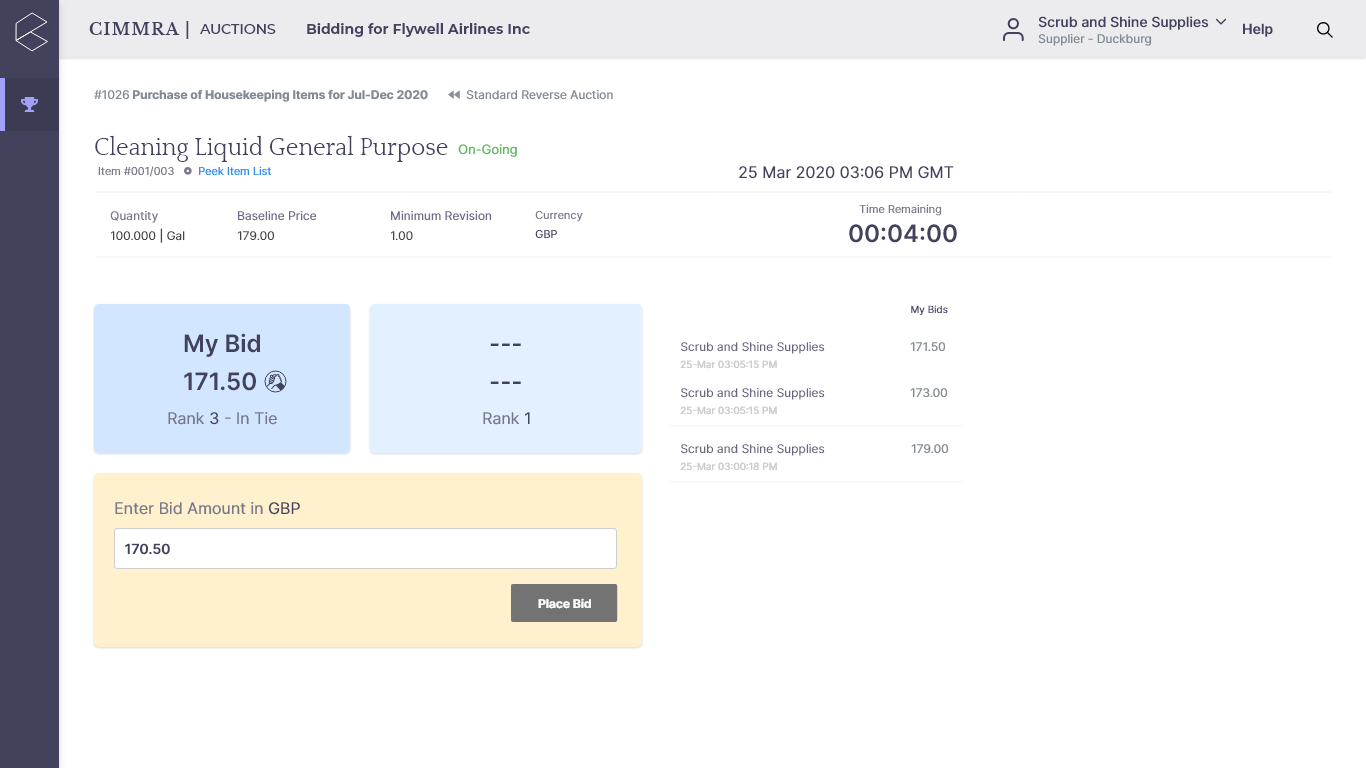 CIMMRA | AUCTIONS Bidding for Flywell Airlines Inc
Scrub and Shine Supplies
Supplier - Duckburg
Help
#1026 Purchase of Housekeeping Items for Jul-Dec 2020 Standard Reverse Auction
Cleaning Liquid General Purpose On-Going
Item #001/003 Peek Item List
25 Mar 2020 03:06 PM GMT
Quantity
100.000 | Gal
Baseline Price
179.00
Minimum Revision
1.00
Currency
GBP
Time Remaining
00:04:00
My Bid
171.50
Rank 3 - In Tie
---
---
Rank 1
Enter Bid Amount in GBP
170.50
Place Bid
My Bids
Scrub and Shine Supplies 171.50
25-Mar 03:05:15 PM
Scrub and Shine Supplies 173.00
25-Mar 03:05:15 PM
Scrub and Shine Supplies 179.00
25-Mar 03:00:18 PM